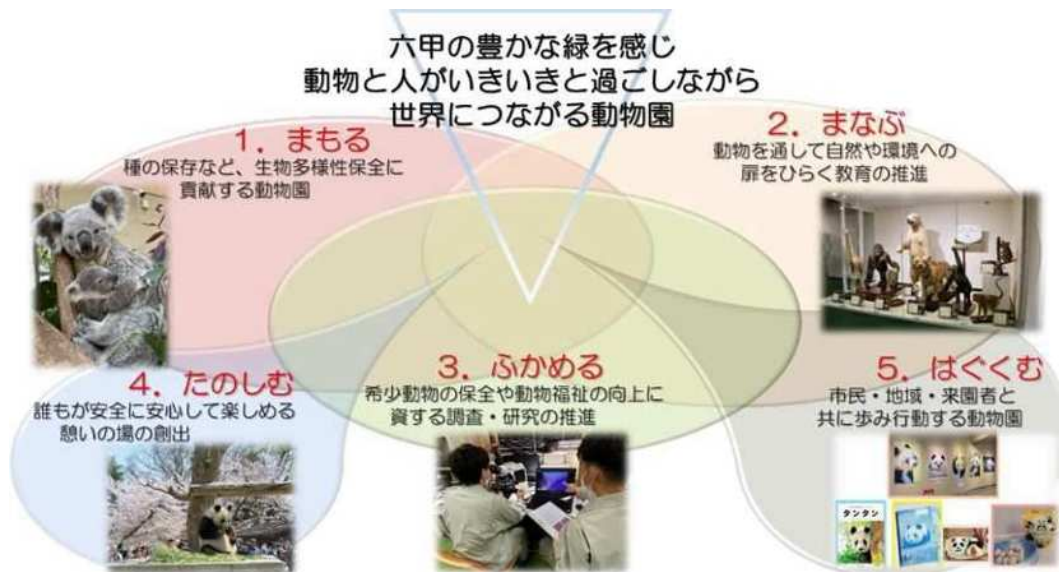 六甲の豊かな緑を感じ
動物と人がいきいきと過ごしながら
世界につながる動物園
1. まもる
種の保存など、生物多様性保全に
貢献する動物園
2. まなぶ
動物を通して自然や環境への
扉をひらく教育の推進
3. ふかめる
希少動物の保全や動物福祉の向上に
資する調査・研究の推進
4. たのしむ
誰もが安全に安心して楽しめる
憩いの場の創出
5. はぐくむ
市民・地域・来園者と
共に歩み行動する動物園
タンタン